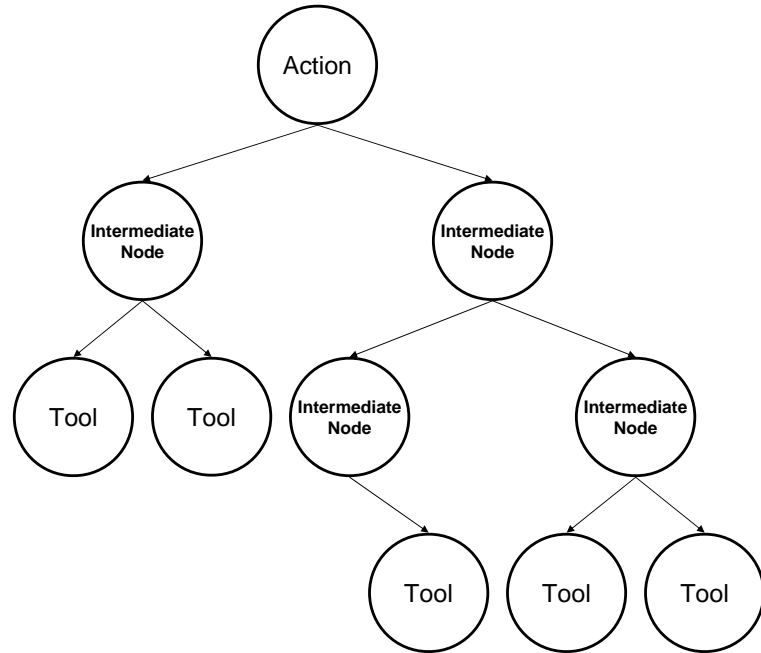 Action
Intermediate
Node
Intermediate
Node
Tool
Tool
Intermediate
Node
Intermediate
Node
Tool
Tool
Tool